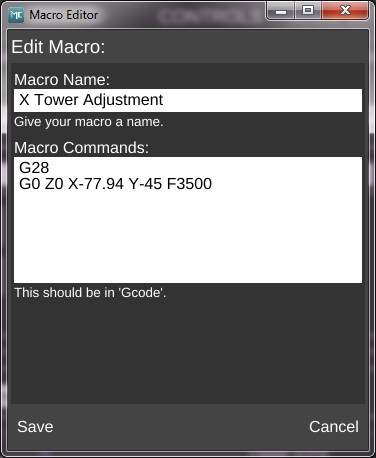 CONTROLS
Macro Editor
Edit Macro:
Macro Name:
X Tower Adjustment
Give your macro a name.
Macro Commands:
G28
G0 Z0 X-77.94 Y-45 F3500
This should be in 'Gcode'.
Save
Cancel